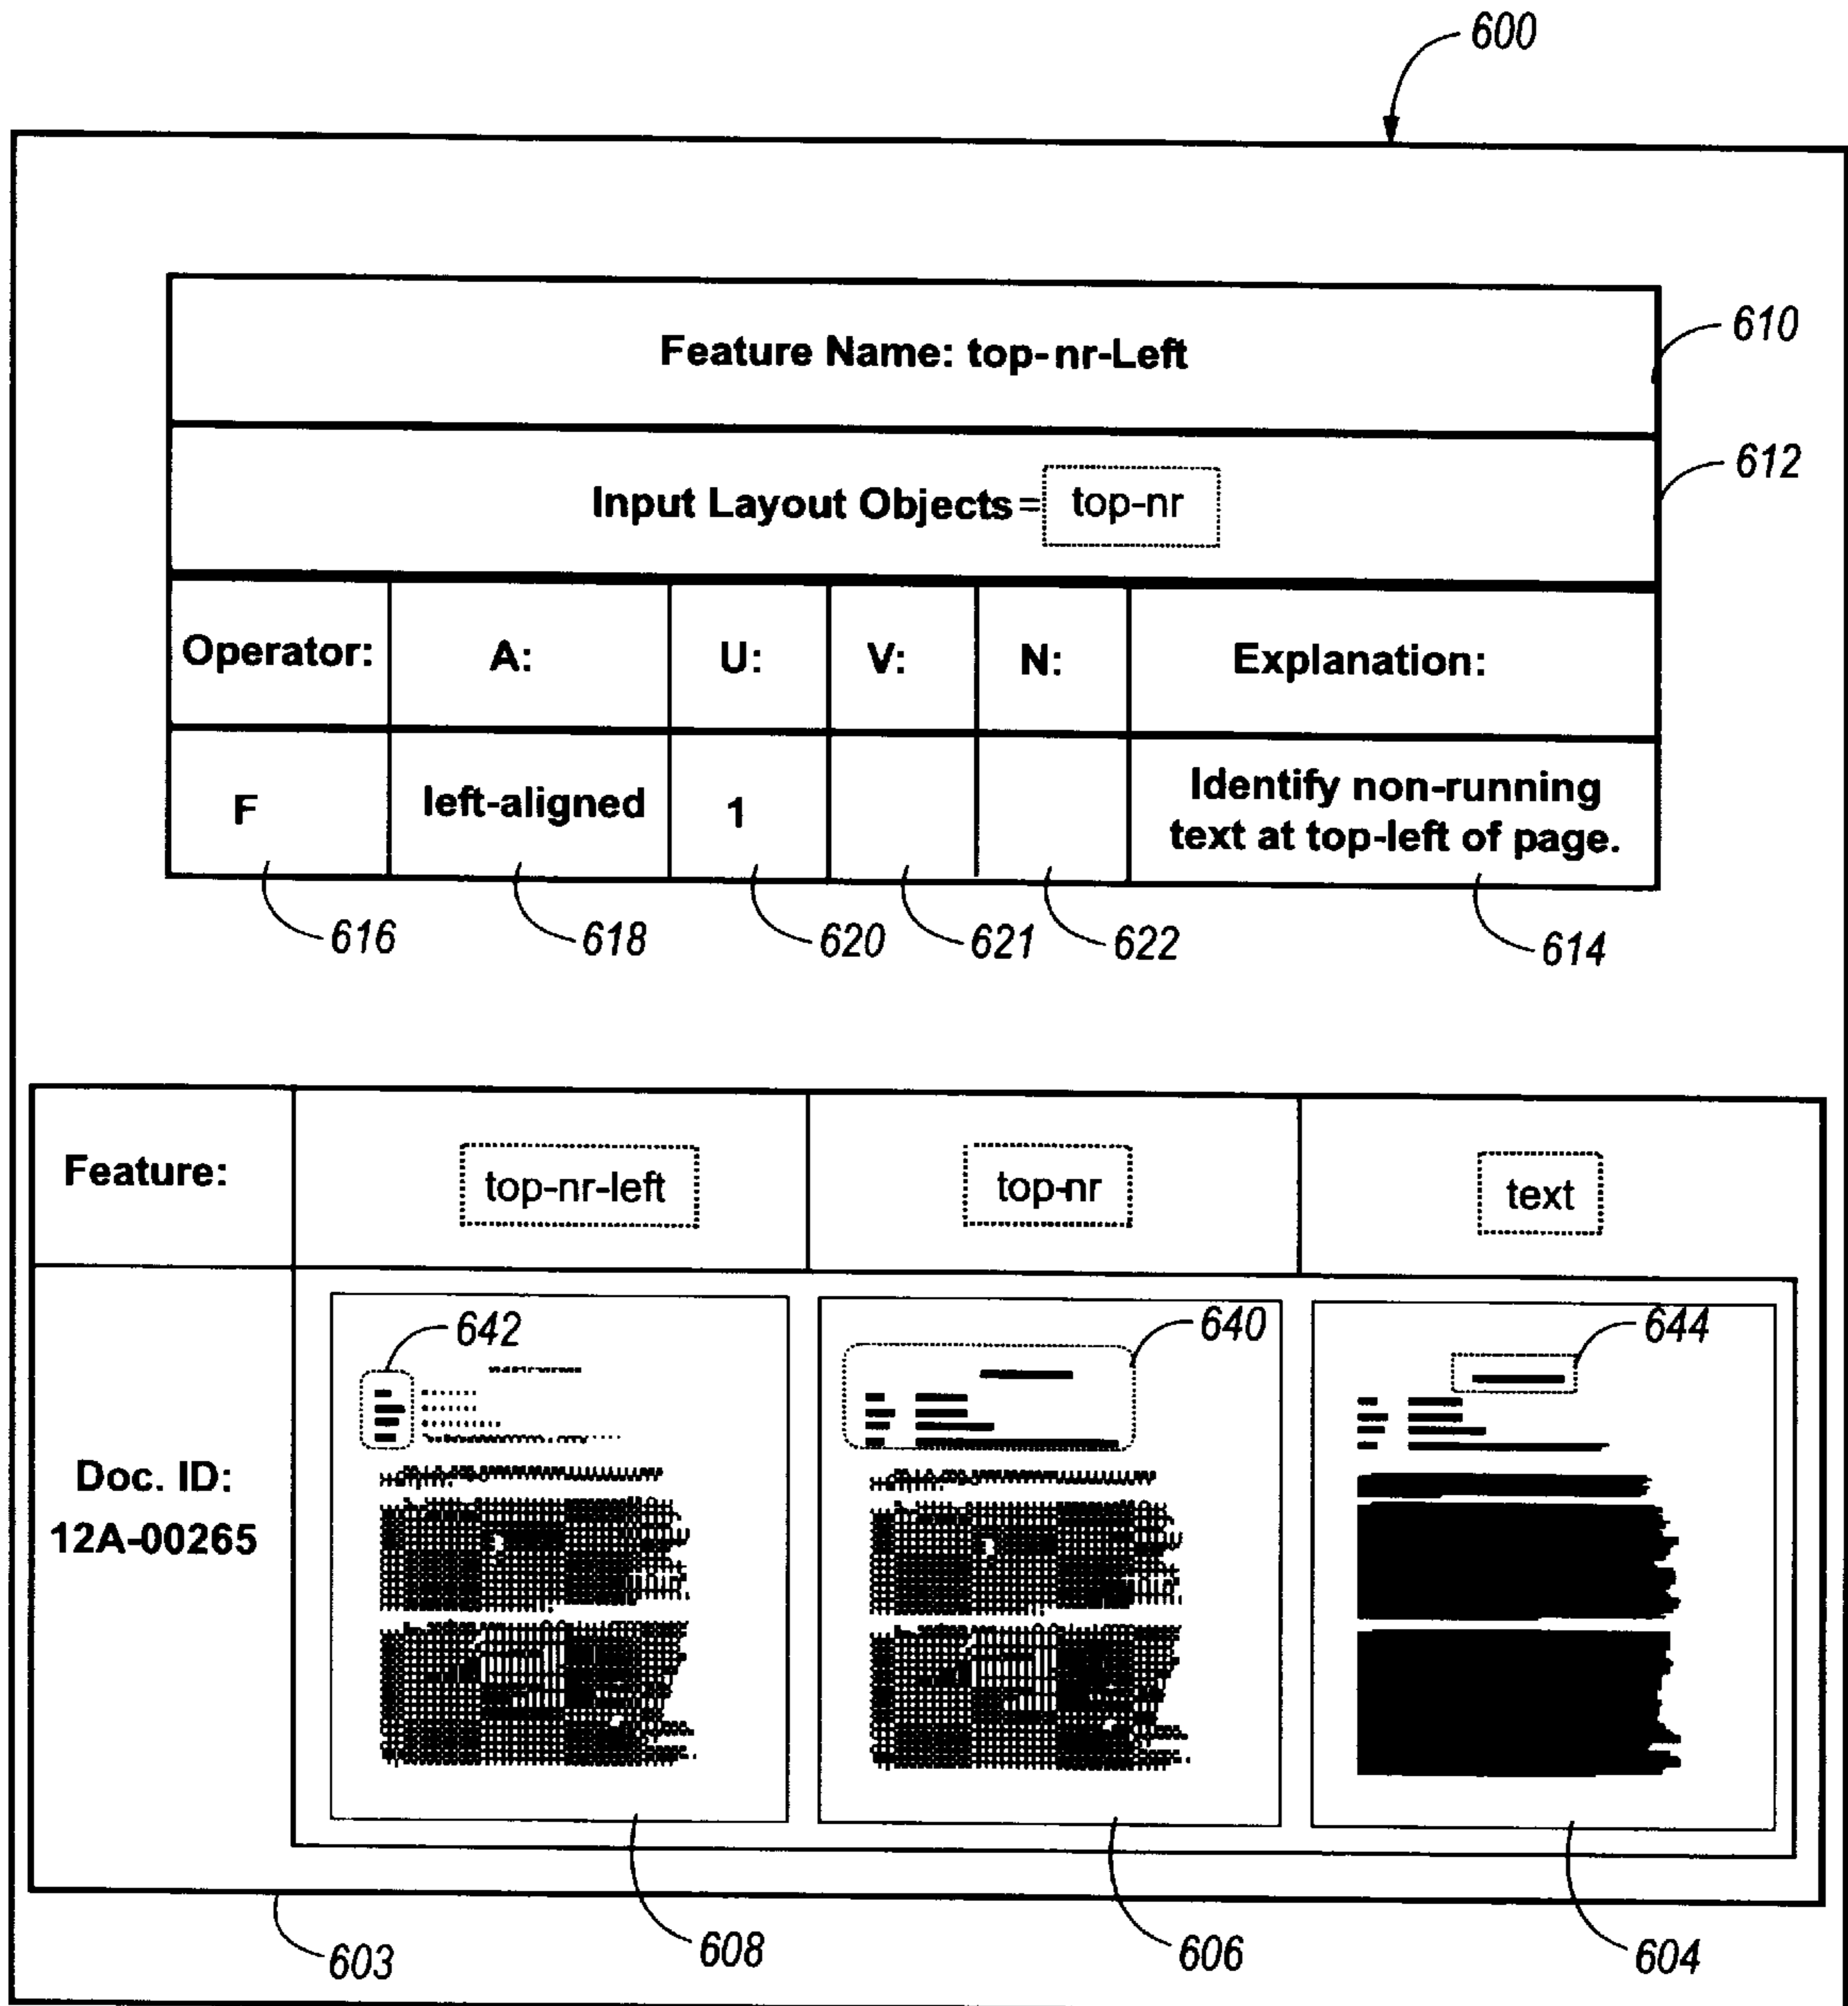 600
Feature Name: top-nr-Left
610
Input Layout Objects= top-nr
612
Operator: A: U: V: N: Explanation:
F left-aligned 1 Identify non-running
text at top-left of page.
616 618 620 621 622 614
Feature: top-nr-left top-nr text
642 640 644
Doc. ID:
12A-00265
603 608 606 604